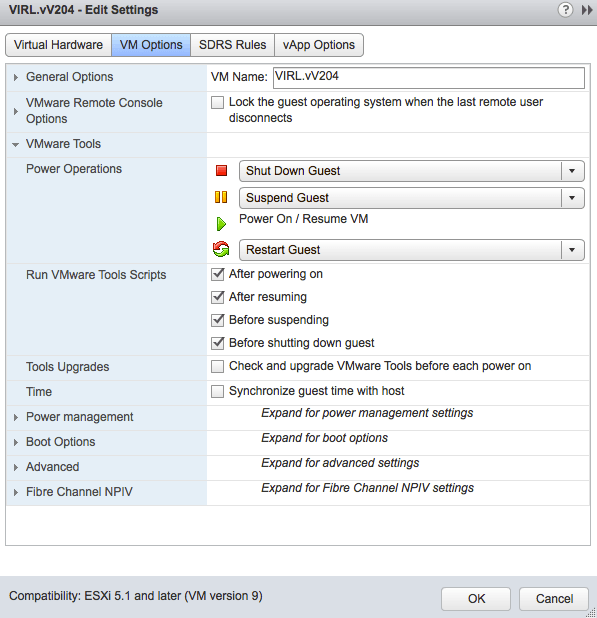 VIRL.vV204 - Edit Settings
?
Virtual Hardware VM Options SDRS Rules vApp Options
General Options VM Name: VIRL.vV204
VMware Remote Console
Options
Lock the guest operating system when the last remote user
disconnects
VMware Tools
Power Operations Shut Down Guest
Suspend Guest
Power On / Resume VM
Restart Guest
Run VMware Tools Scripts After powering on
After resuming
Before suspending
Before shutting down guest
Tools Upgrades Check and upgrade VMware Tools before each power on
Time Synchronize guest time with host
Power management Expand for power management settings
Boot Options Expand for boot options
Advanced Expand for advanced settings
Fibre Channel NPIV Expand for Fibre Channel NPIV settings
Compatibility: ESXi 5.1 and later (VM version 9) OK Cancel